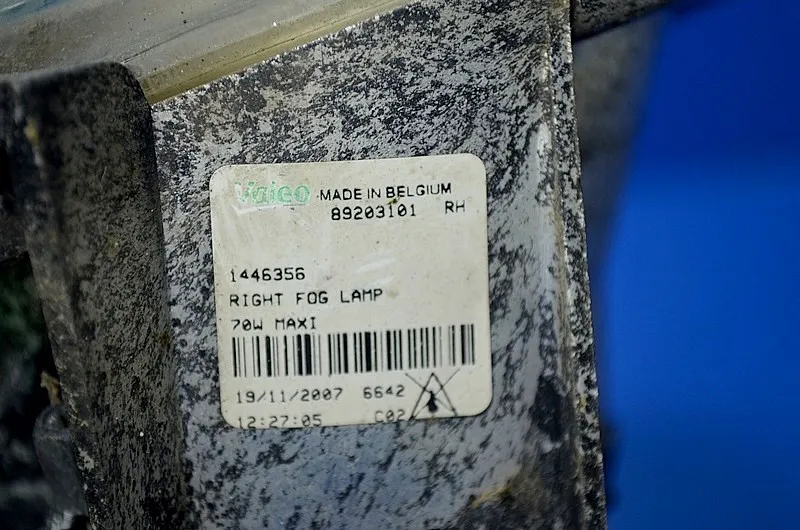 Valeo MADE IN BELGIUM
89203101 RH
1446356
RIGHT FOG LAMP
70W MAXI
19/11/2007 6642
12:27:05 C02